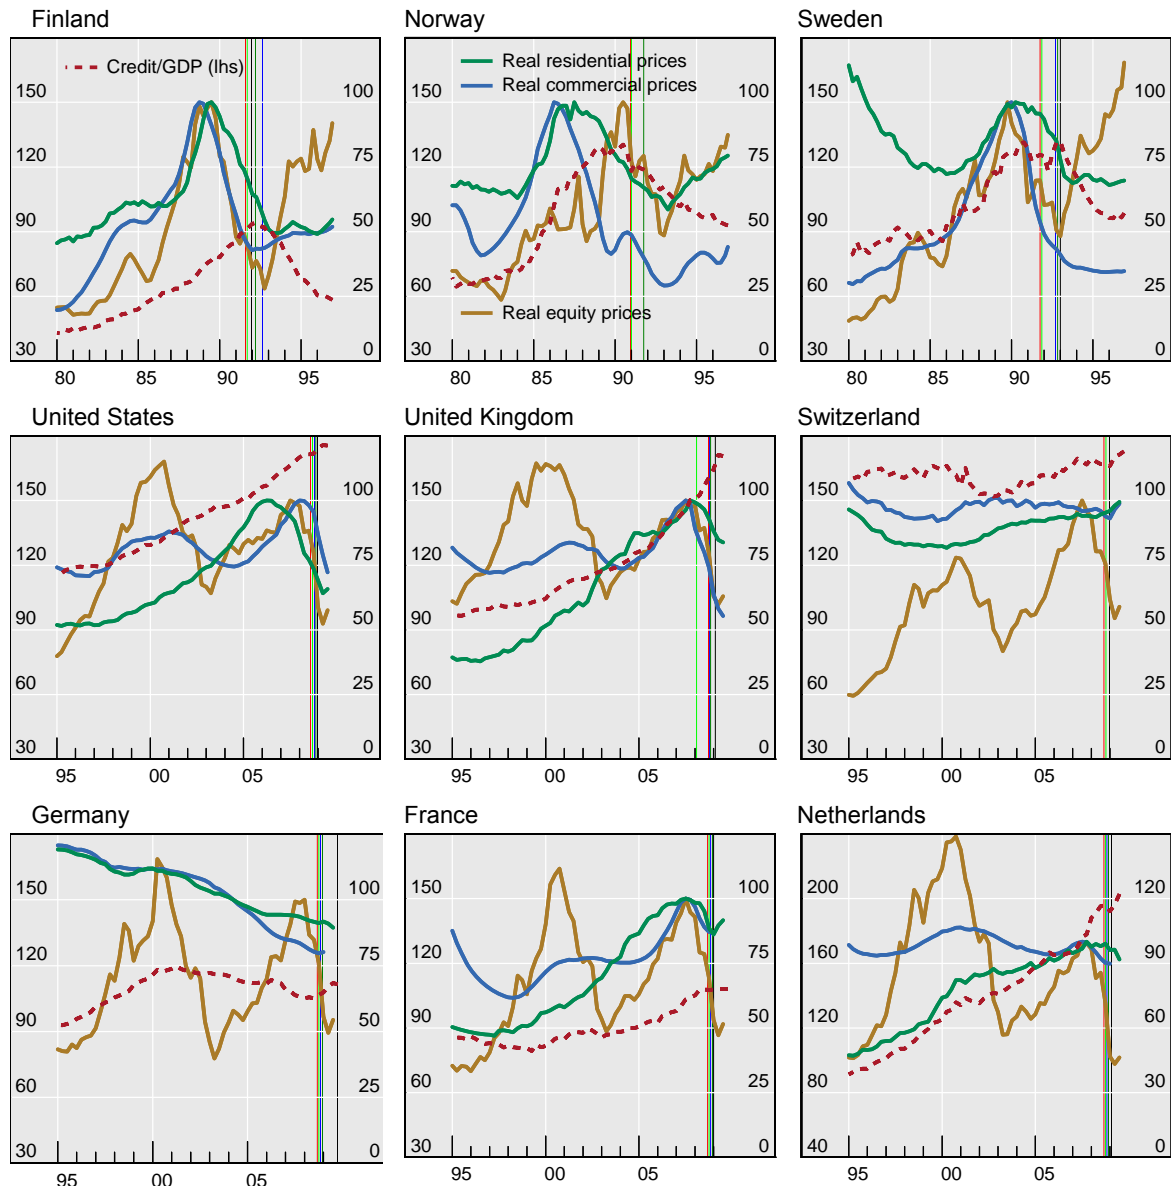 Finland Norway Sweden
Credit/GDP (lhs) Real residential prices
Real commercial prices
150 100 150 100 150 100
120 75 120 75 120 75
90 50 90 50 90 50
60 25 60 25 60 25
Real equity prices
30 0 30 0 30 0
80 85 90 95 80 85 90 95 80 85 90 95
United States United Kingdom Switzerland
150 100 150 100 150 100
120 75 120 75 120 75
90 50 90 50 90 50
60 25 60 25 60 25
30 0 30 0 30 0
95 00 05 95 00 05 95 00 05
Germany France Netherlands
150 100 150 100 200 120
120 75 120 75 160 90
90 50 90 50 120 60
60 25 60 25 80 30
30 0 30 0 40 0
95 00 05 95 00 05 95 00 05